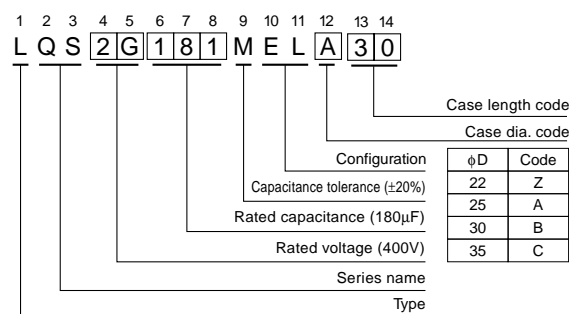 1 2 3 4 5 6 7 8 9 10 11 12 13 14
L Q S 2 G 1 8 1 M E L A 3 0
Case length code
Case dia. code
Configuration
Capacitance tolerance (±20%)
Rated capacitance (180μF)
Rated voltage (400V)
Series name
Type
ϕD Code
22 Z
25 A
30 B
35 C